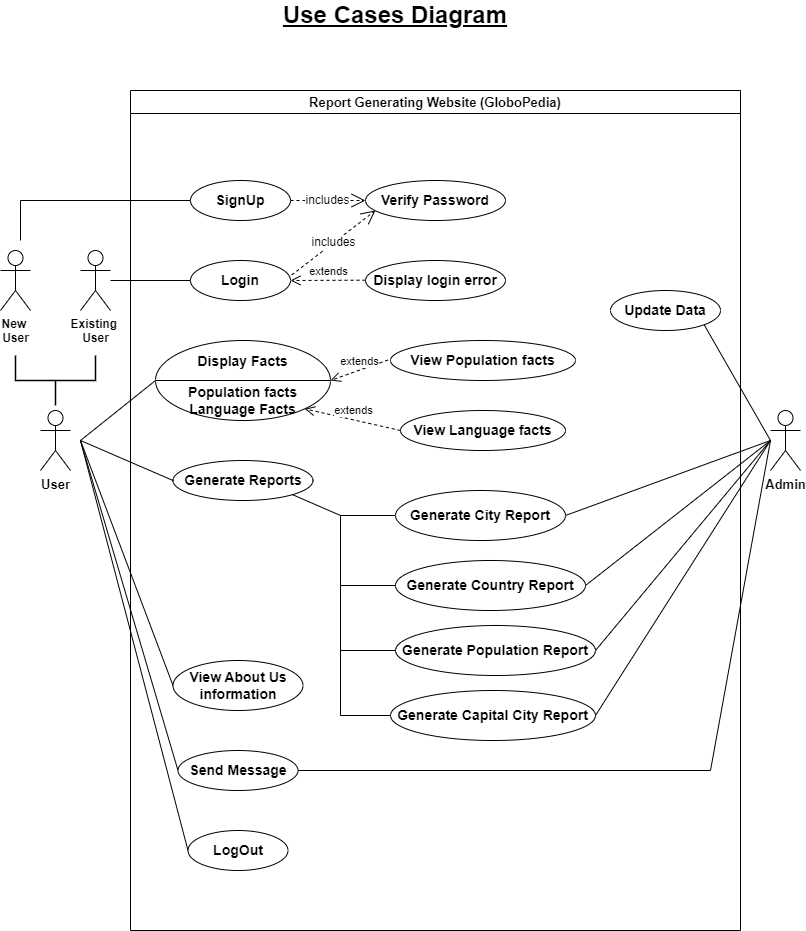 Use Cases Diagram
Report Generating Website (GloboPedia)
SignUp
includes
Verify Password
includes
Login
extends
Display login error
New
User
Existing
User
Update Data
Display Facts
extends
View Population facts
Population facts
Language Facts
extends
View Language facts
User
Admin
Generate Reports
Generate City Report
Generate Country Report
Generate Population Report
View About Us
information
Generate Capital City Report
Send Message
LogOut